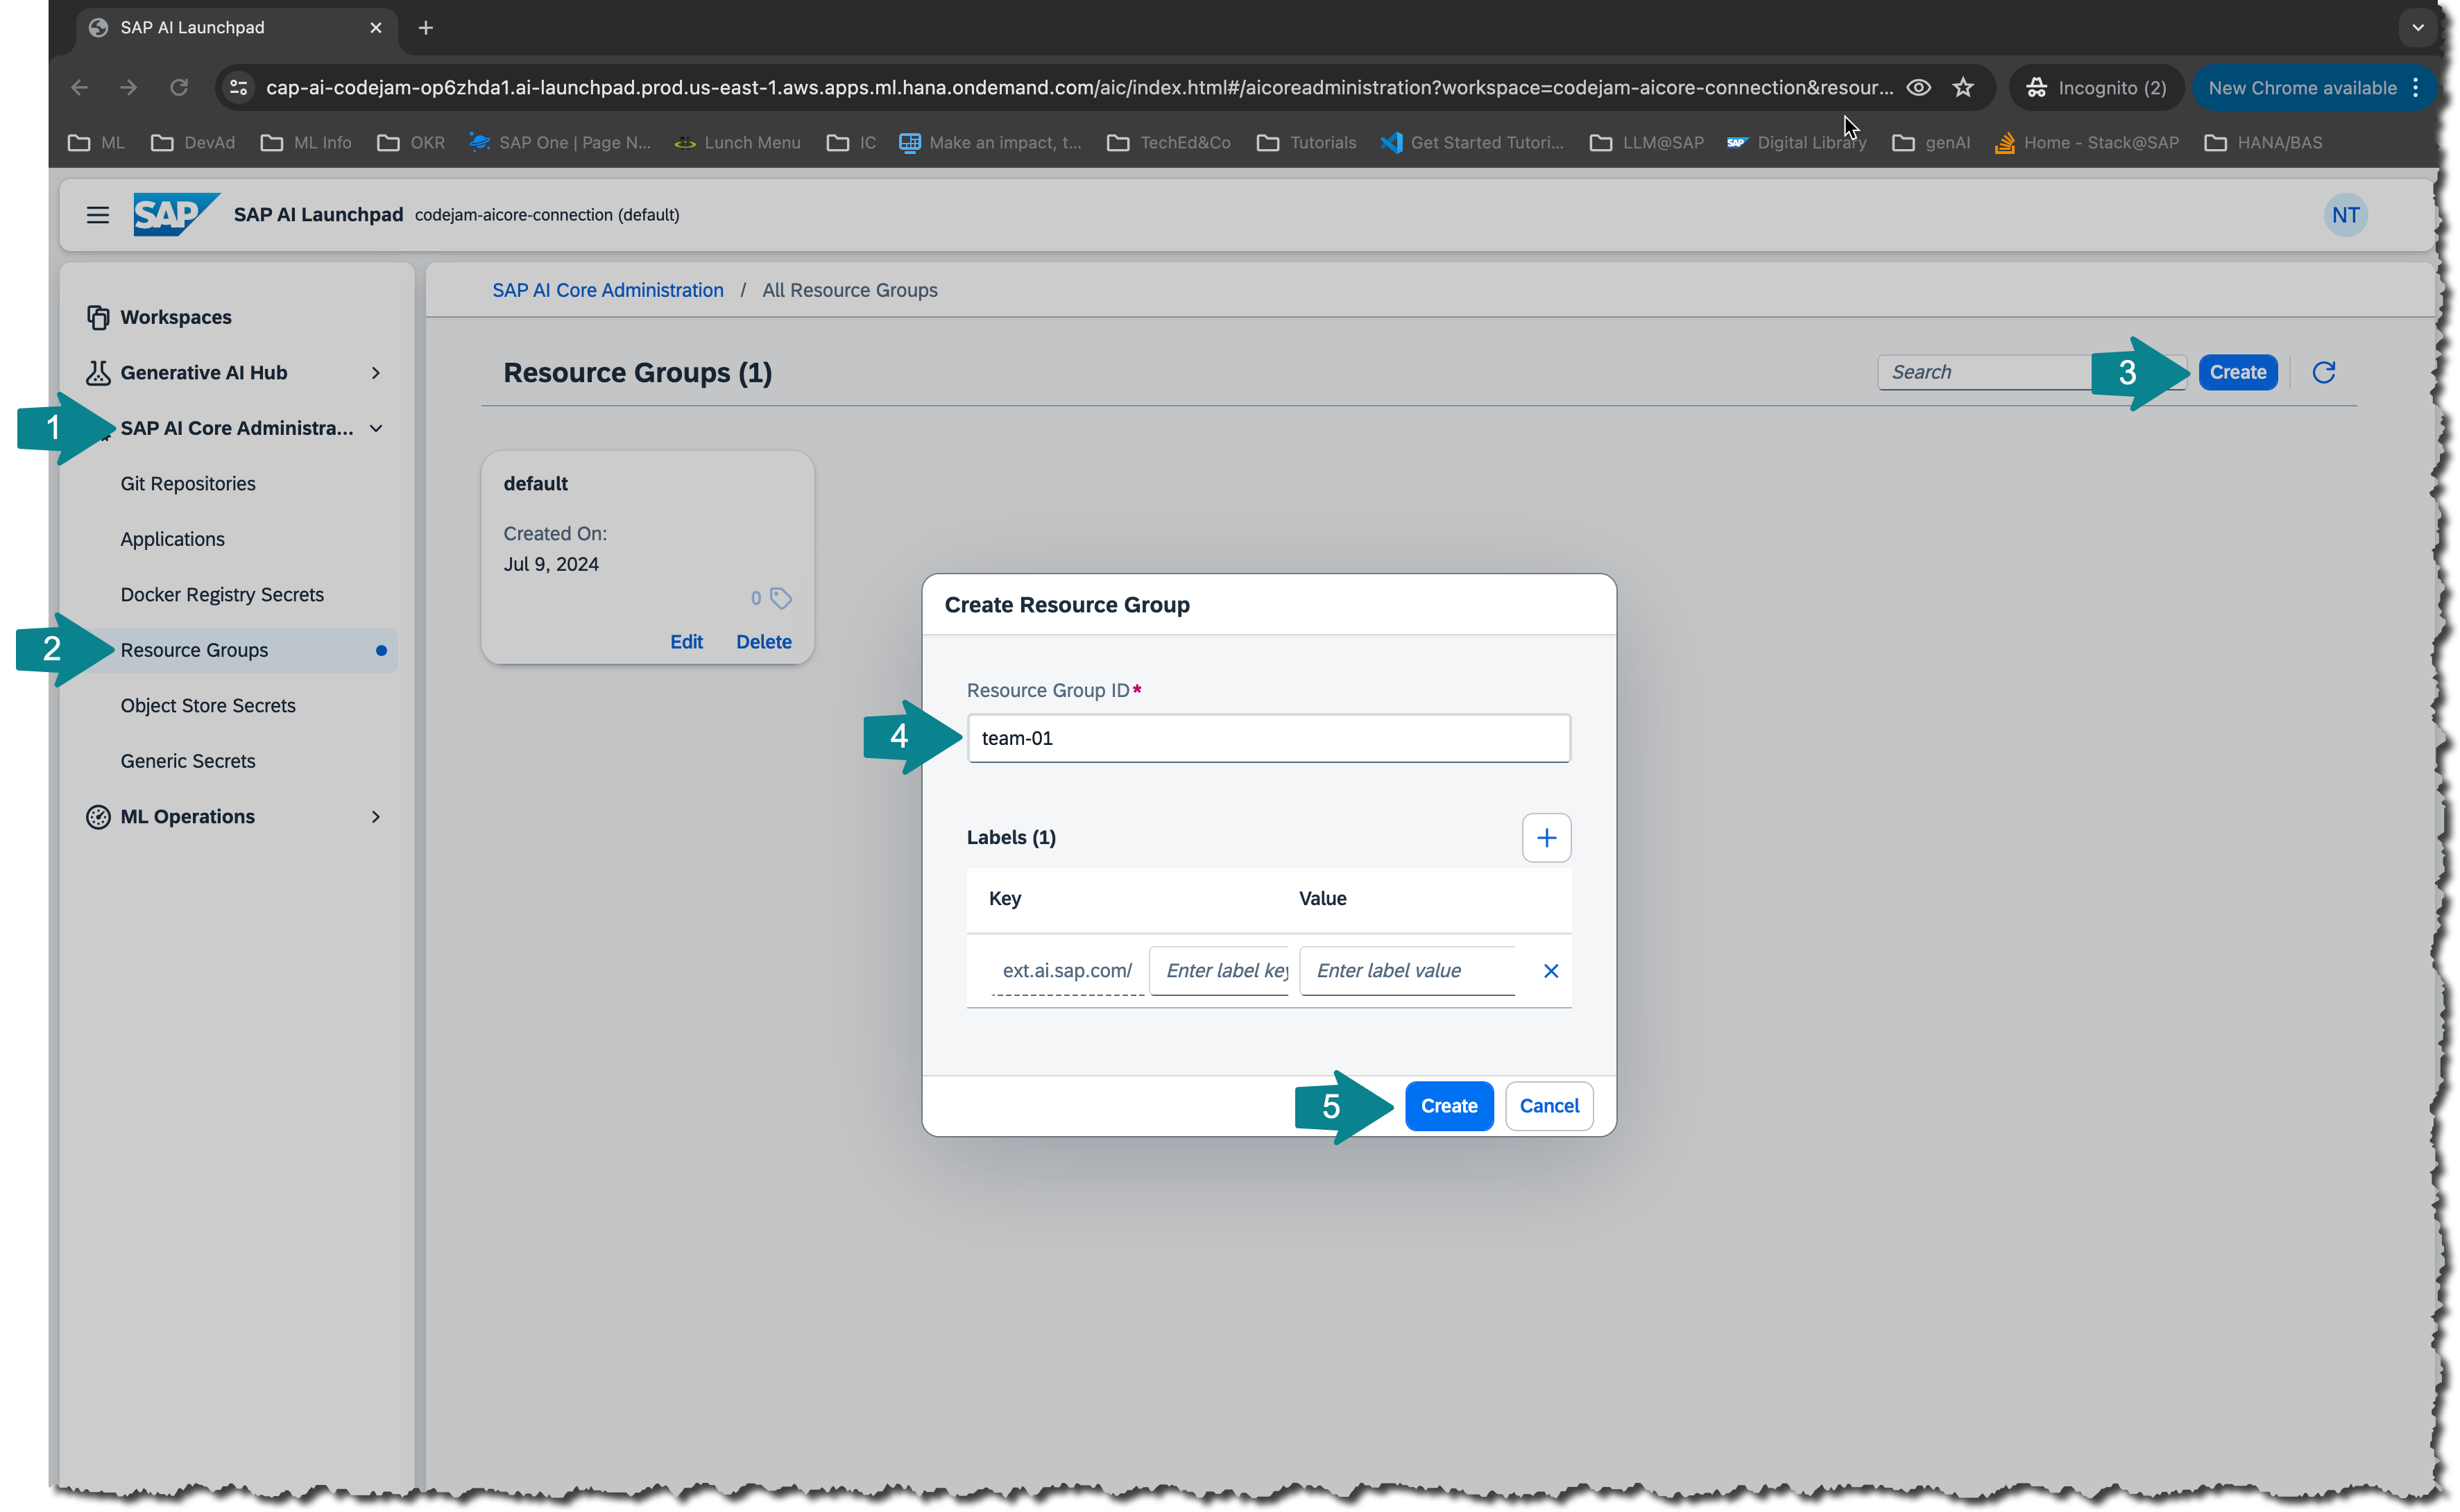 SAP AI Launchpad
cap-ai-codejam-op6zhda1.ai-launchpad.prod.us-east-1.aws.apps.ml.hana.ondemand.com/aic/index.html#/aicoreadministration?workspace=codejam-aicore-connection&resour...
Incognito (2)
New Chrome available
ML
DevAd
ML Info
OKR
SAP One | Page N...
Lunch Menu
IC
Make an impact, t...
TechEd&Co
Tutorials
Get Started Tutori...
LLM@SAP
SAP
Digital Library
genAI
Home - Stack@SAP
HANA/BAS
SAP
SAP AI Launchpad
codejam-aicore-connection (default)
NT
Workspaces
Generative AI Hub
1
SAP AI Core Administra...
Git Repositories
Applications
Docker Registry Secrets
2
Resource Groups
Object Store Secrets
Generic Secrets
ML Operations
SAP AI Core Administration / All Resource Groups
Resource Groups (1)
Search
3
Create
default
Created On:
Jul 9, 2024
0
Edit
Delete
Create Resource Group
Resource Group ID*
4
team-01
Labels (1)
Key
Value
ext.ai.sap.com/
Enter label key
Enter label value
5
Create
Cancel